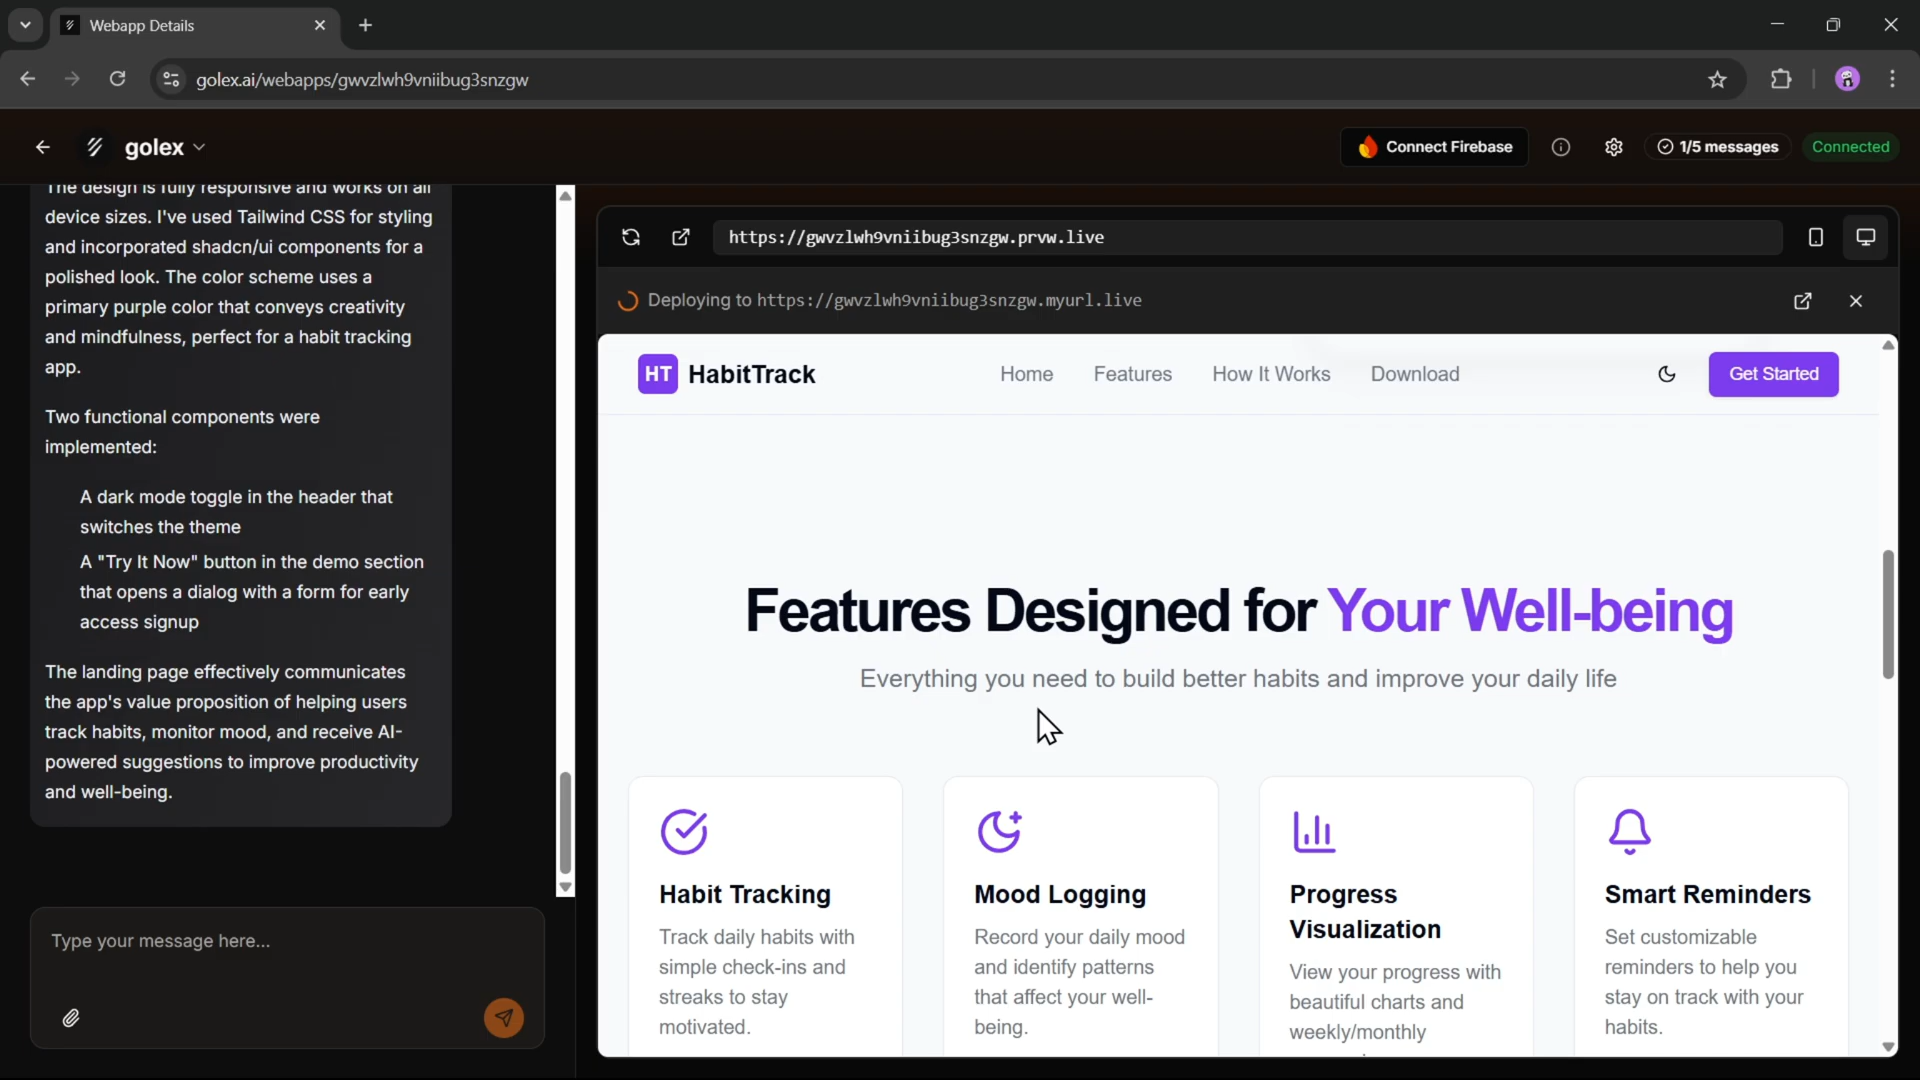 Webapp Details
golex.ai/webapps/gwvzlwh9vniibug3snzgw
golex
Connect Firebase
1/5 messages
Connected
The design is fully responsive and works on all
device sizes. I've used Tailwind CSS for styling
and incorporated shadcn/ui components for a
polished look. The color scheme uses a
primary purple color that conveys creativity
and mindfulness, perfect for a habit tracking
app.
Two functional components were
implemented:
A dark mode toggle in the header that
switches the theme
A "Try It Now" button in the demo section
that opens a dialog with a form for early
access signup
The landing page effectively communicates
the app's value proposition of helping users
track habits, monitor mood, and receive AI-
powered suggestions to improve productivity
and well-being.
Type your message here...
https://gwvzlwh9vniibug3snzgw.prvw.live
Deploying to https://gwvzlwh9vniibug3snzgw.myurl.live
HT HabitTrack
Home
Features
How It Works
Download
Get Started
Features Designed for Your Well-being
Everything you need to build better habits and improve your daily life
Habit Tracking
Track daily habits with
simple check-ins and
streaks to stay
motivated.
Mood Logging
Record your daily mood
and identify patterns
that affect your well-
being.
Progress
Visualization
View your progress with
beautiful charts and
weekly/monthly
Smart Reminders
Set customizable
reminders to help you
stay on track with your
habits.